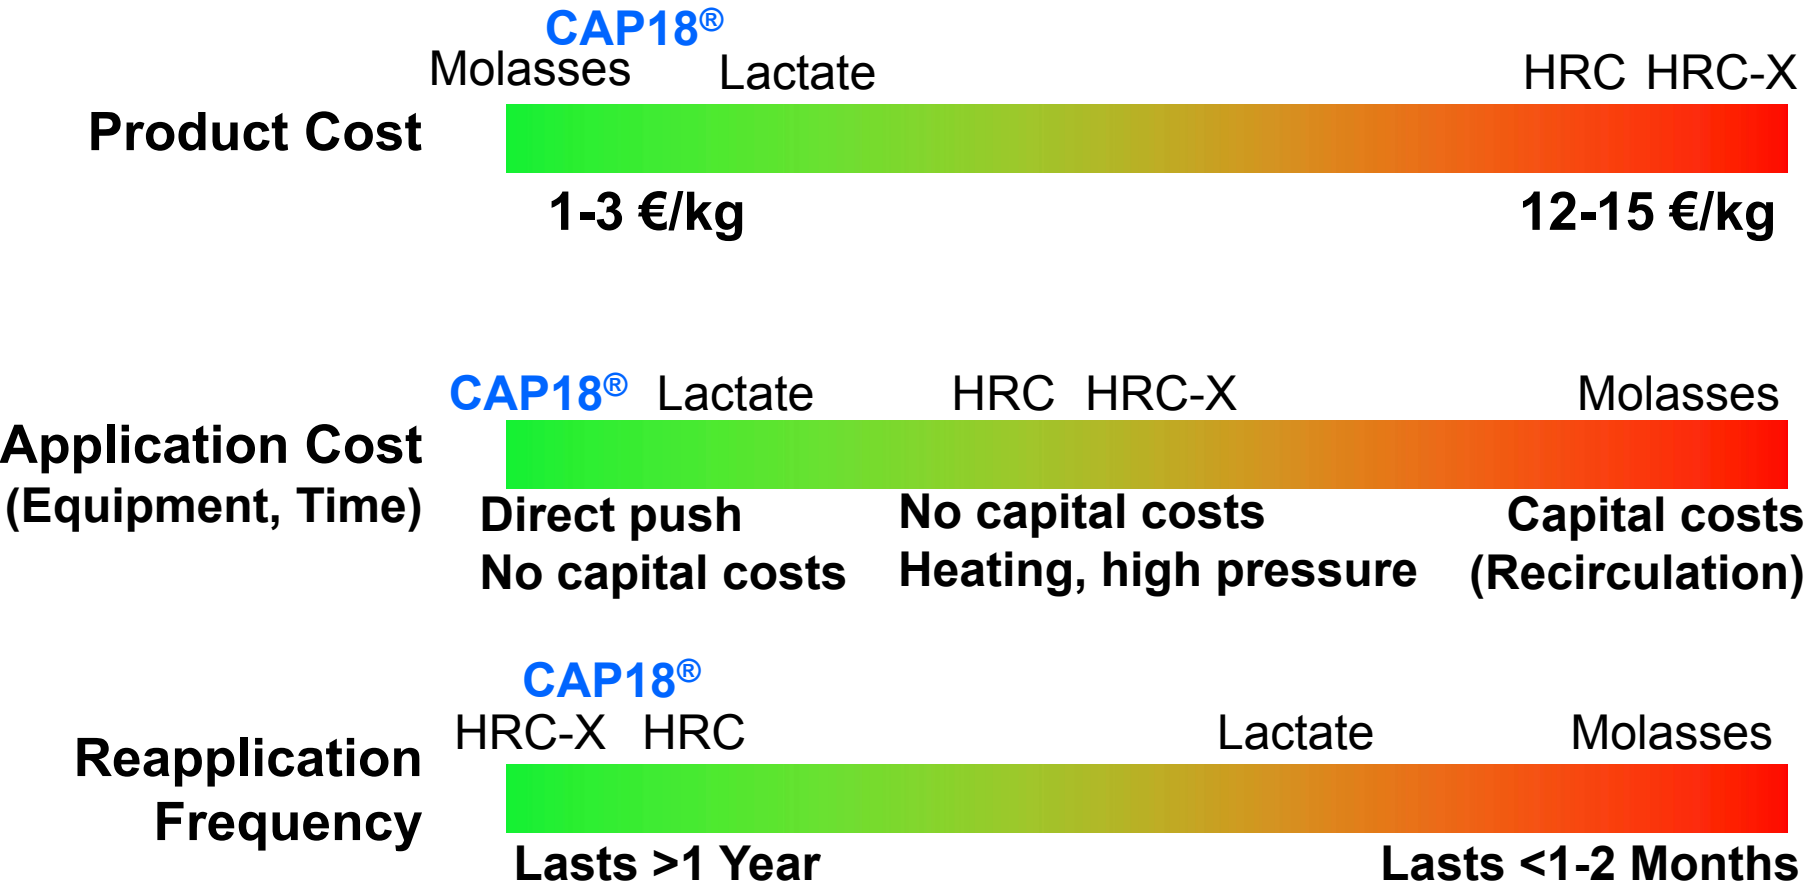 CAP18®
Molasses Lactate HRC HRC-X
Product Cost
1-3 €/kg 12-15 €/kg
CAP18® Lactate HRC HRC-X Molasses
Application Cost
(Equipment, Time)
Direct push No capital costs Capital costs
No capital costs Heating, high pressure (Recirculation)
CAP18®
HRC-X HRC Lactate Molasses
Reapplication
Frequency
Lasts >1 Year Lasts <1-2 Months